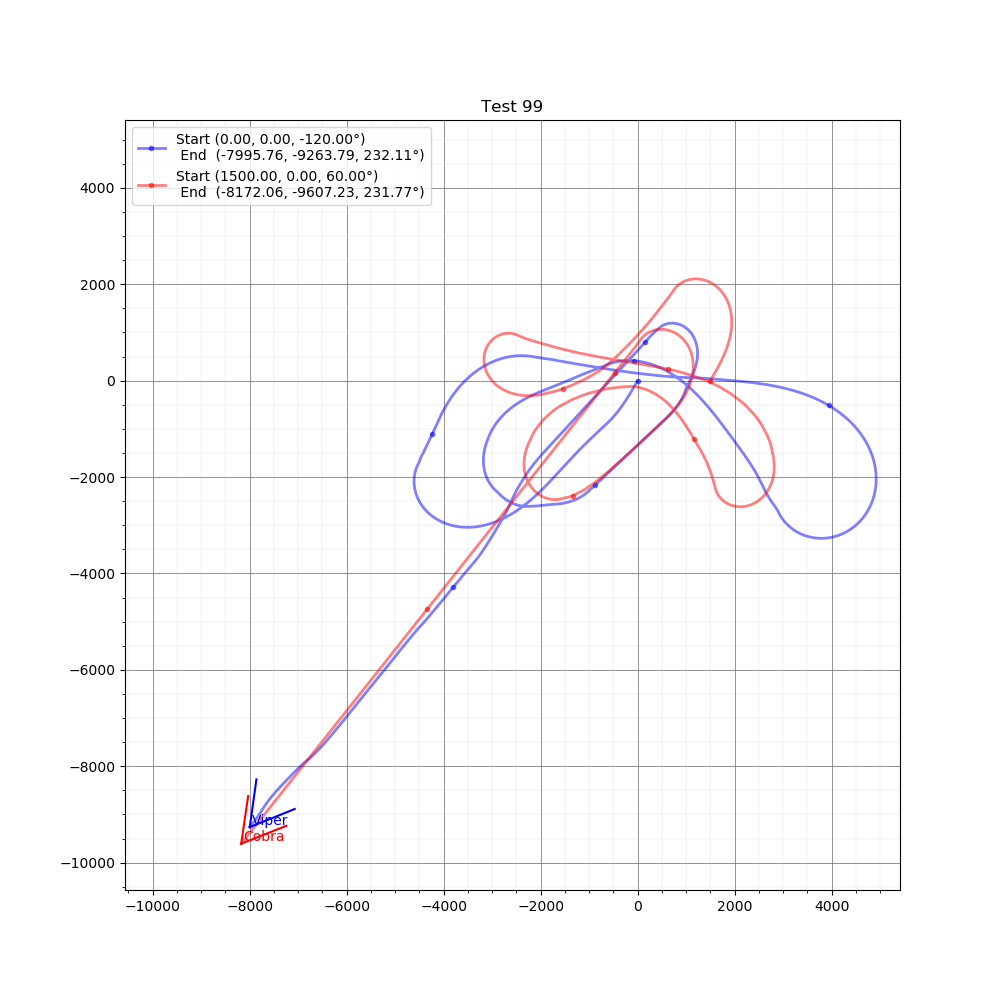 Test 99
Start (0.00, 0.00, -120.00°)
End (-7995.76, -9263.79, 232.11°)
Start (1500.00, 0.00, 60.00°)
End (-8172.06, -9607.23, 231.77°)
4000
2000
0
−2000
−4000
−6000
−8000
−10000
Viper
Cobra
−10000
−8000
−6000
−4000
−2000
0
2000
4000